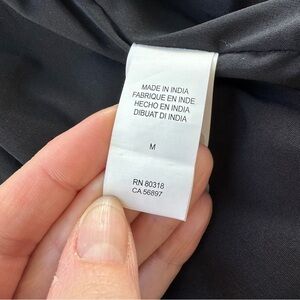 MADE IN INDIA
FABRIQUE EN INDE
HECHO EN INDIA
DIBUAT DI INDIA
M
RN 80318
CA 56897